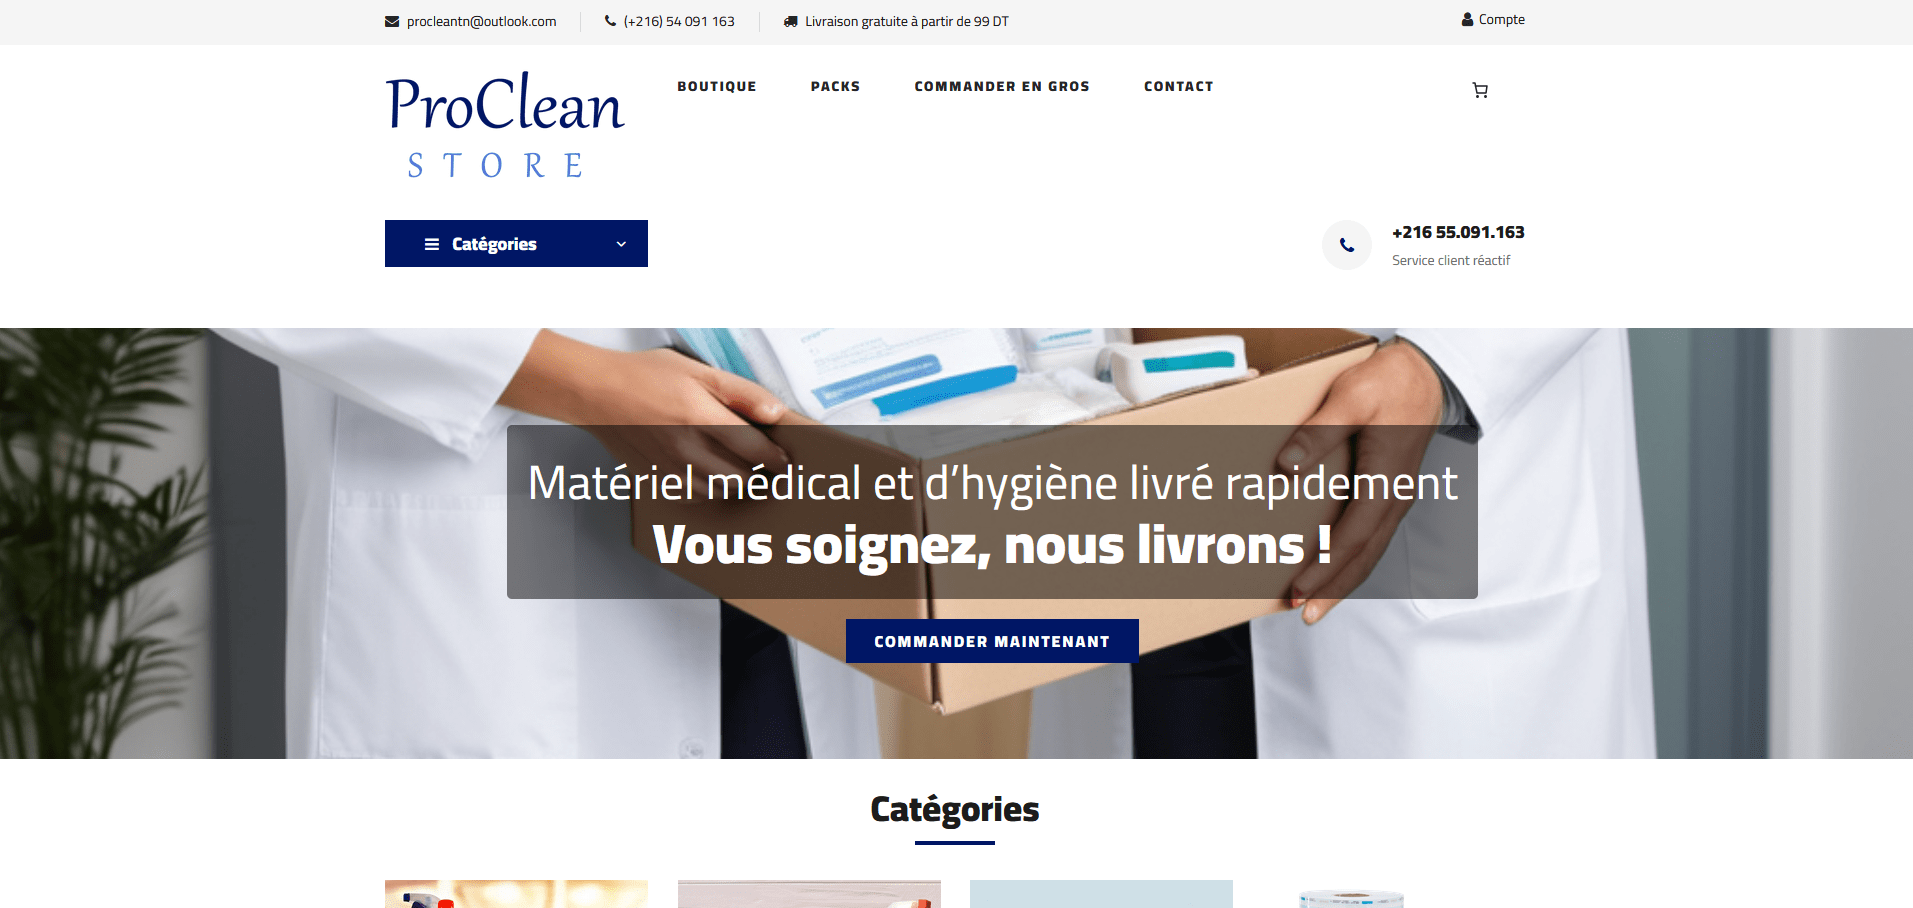 procleantn@outlook.com
(+216) 54 091 163
Livraison gratuite à partir de 99 DT
Compte
ProClean
STORE
BOUTIQUE
PACKS
COMMANDER EN GROS
CONTACT
Catégories
+216 55.091.163
Service client réactif
Matériel médical et d’hygiène livré rapidement
Vous soignez, nous livrons !
COMMANDER MAINTENANT
Catégories